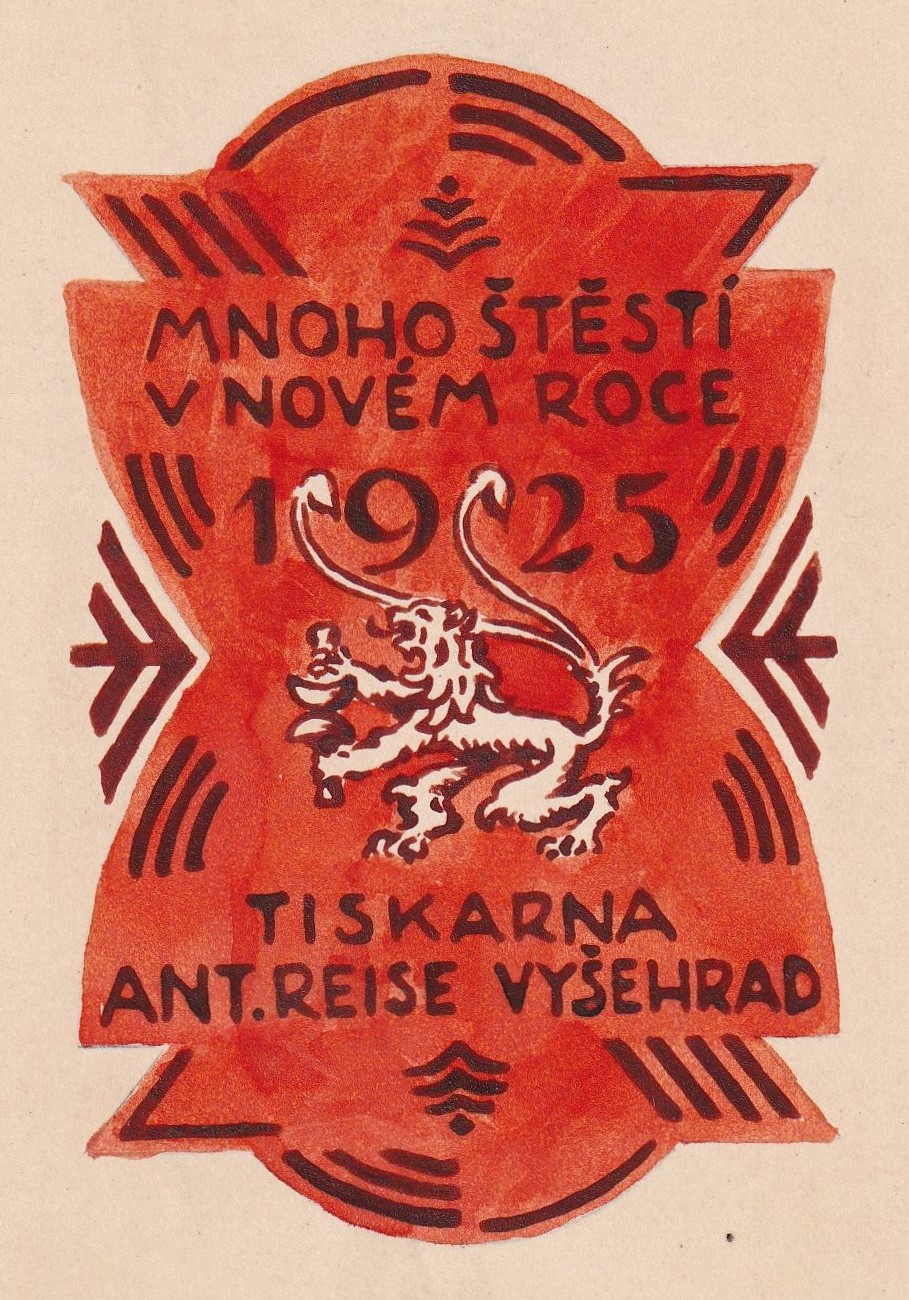 MNOHO ŠTĚSTÍ
V NOVÉM ROCE
1925
TISKARNA
ANT. REISE VYŠEHRAD